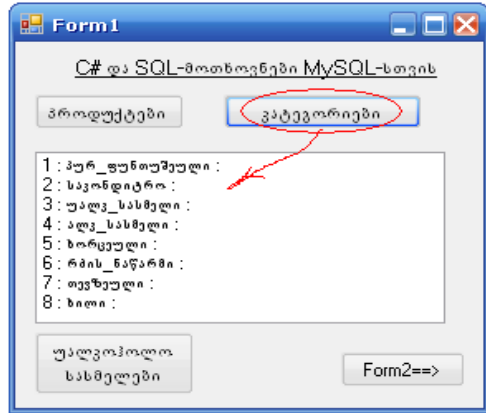 Form1
C# და SQL-მოთხოვნები MySQL-სთვის
პროდუქტები
კატეგორიები
1 : პურ_ფუნთუშეული :
2 : საკონდიტრო :
3 : უალკ_სასმელი :
4 : ალკ_სასმელი :
5 : ხორცეული :
6 : რძის_ნაწარმი :
7 : თევზეული :
8 : ხილი :
უალკოჰოლო
სასმელები
Form2==>